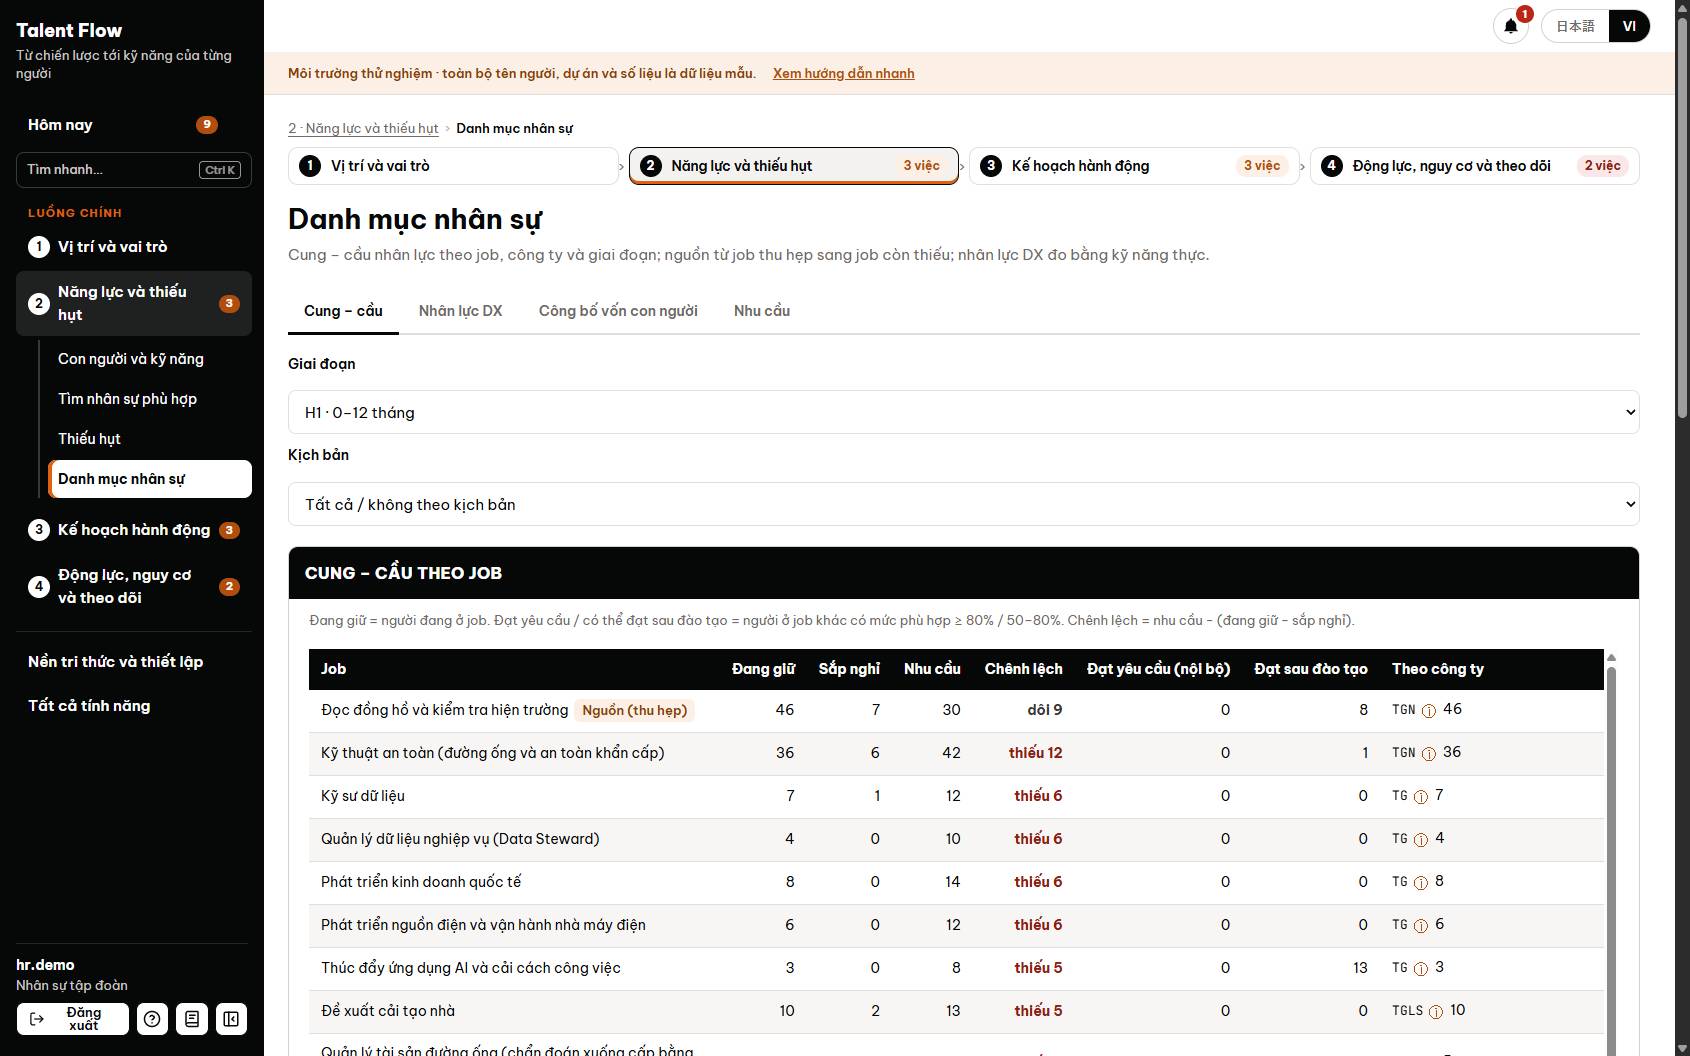 Talent Flow
Từ chiến lược tới kỹ năng của từng người
Hôm nay 9
Tìm nhanh... Ctrl K
LUỒNG CHÍNH
1 Vị trí và vai trò
2 Năng lực và thiếu hụt 3
Con người và kỹ năng
Tìm nhân sự phù hợp
Thiếu hụt
Danh mục nhân sự
3 Kế hoạch hành động 3
4 Động lực, nguy cơ và theo dõi 2
Nền tri thức và thiết lập
Tất cả tính năng
hr.demo
Nhân sự tập đoàn
Đăng xuất
1
日本語 VI
Môi trường thử nghiệm · toàn bộ tên người, dự án và số liệu là dữ liệu mẫu. Xem hướng dẫn nhanh
2 · Năng lực và thiếu hụt › Danh mục nhân sự
1 Vị trí và vai trò › 2 Năng lực và thiếu hụt 3 việc › 3 Kế hoạch hành động 3 việc › 4 Động lực, nguy cơ và theo dõi 2 việc
Danh mục nhân sự
Cung – cầu nhân lực theo job, công ty và giai đoạn; nguồn từ job thu hẹp sang job còn thiếu; nhân lực DX đo bằng kỹ năng thực.
Cung – cầu Nhân lực DX Công bố vốn con người Nhu cầu
Giai đoạn
H1 · 0–12 tháng
Kịch bản
Tất cả / không theo kịch bản
CUNG – CẦU THEO JOB
Đang giữ = người đang ở job. Đạt yêu cầu / có thể đạt sau đào tạo = người ở job khác có mức phù hợp ≥ 80% / 50–80%. Chênh lệch = nhu cầu − (đang giữ − sắp nghỉ).
Job Đang giữ Sắp nghỉ Nhu cầu Chênh lệch Đạt yêu cầu (nội bộ) Đạt sau đào tạo Theo công ty
Đọc đồng hồ và kiểm tra hiện trường Nguồn (thu hẹp) 46 7 30 dôi 9 0 8 TGN 46
Kỹ thuật an toàn (đường ống và an toàn khẩn cấp) 36 6 42 thiếu 12 0 1 TGN 36
Kỹ sư dữ liệu 7 1 12 thiếu 6 0 0 TG 7
Quản lý dữ liệu nghiệp vụ (Data Steward) 4 0 10 thiếu 6 0 0 TG 4
Phát triển kinh doanh quốc tế 8 0 14 thiếu 6 0 0 TG 8
Phát triển nguồn điện và vận hành nhà máy điện 6 0 12 thiếu 6 0 0 TG 6
Thúc đẩy ứng dụng AI và cải cách công việc 3 0 8 thiếu 5 0 13 TG 3
Đề xuất cải tạo nhà 10 2 13 thiếu 5 0 0 TGLS 10
Quản lý tài sản đường ống (chẩn đoán xuống cấp bằng